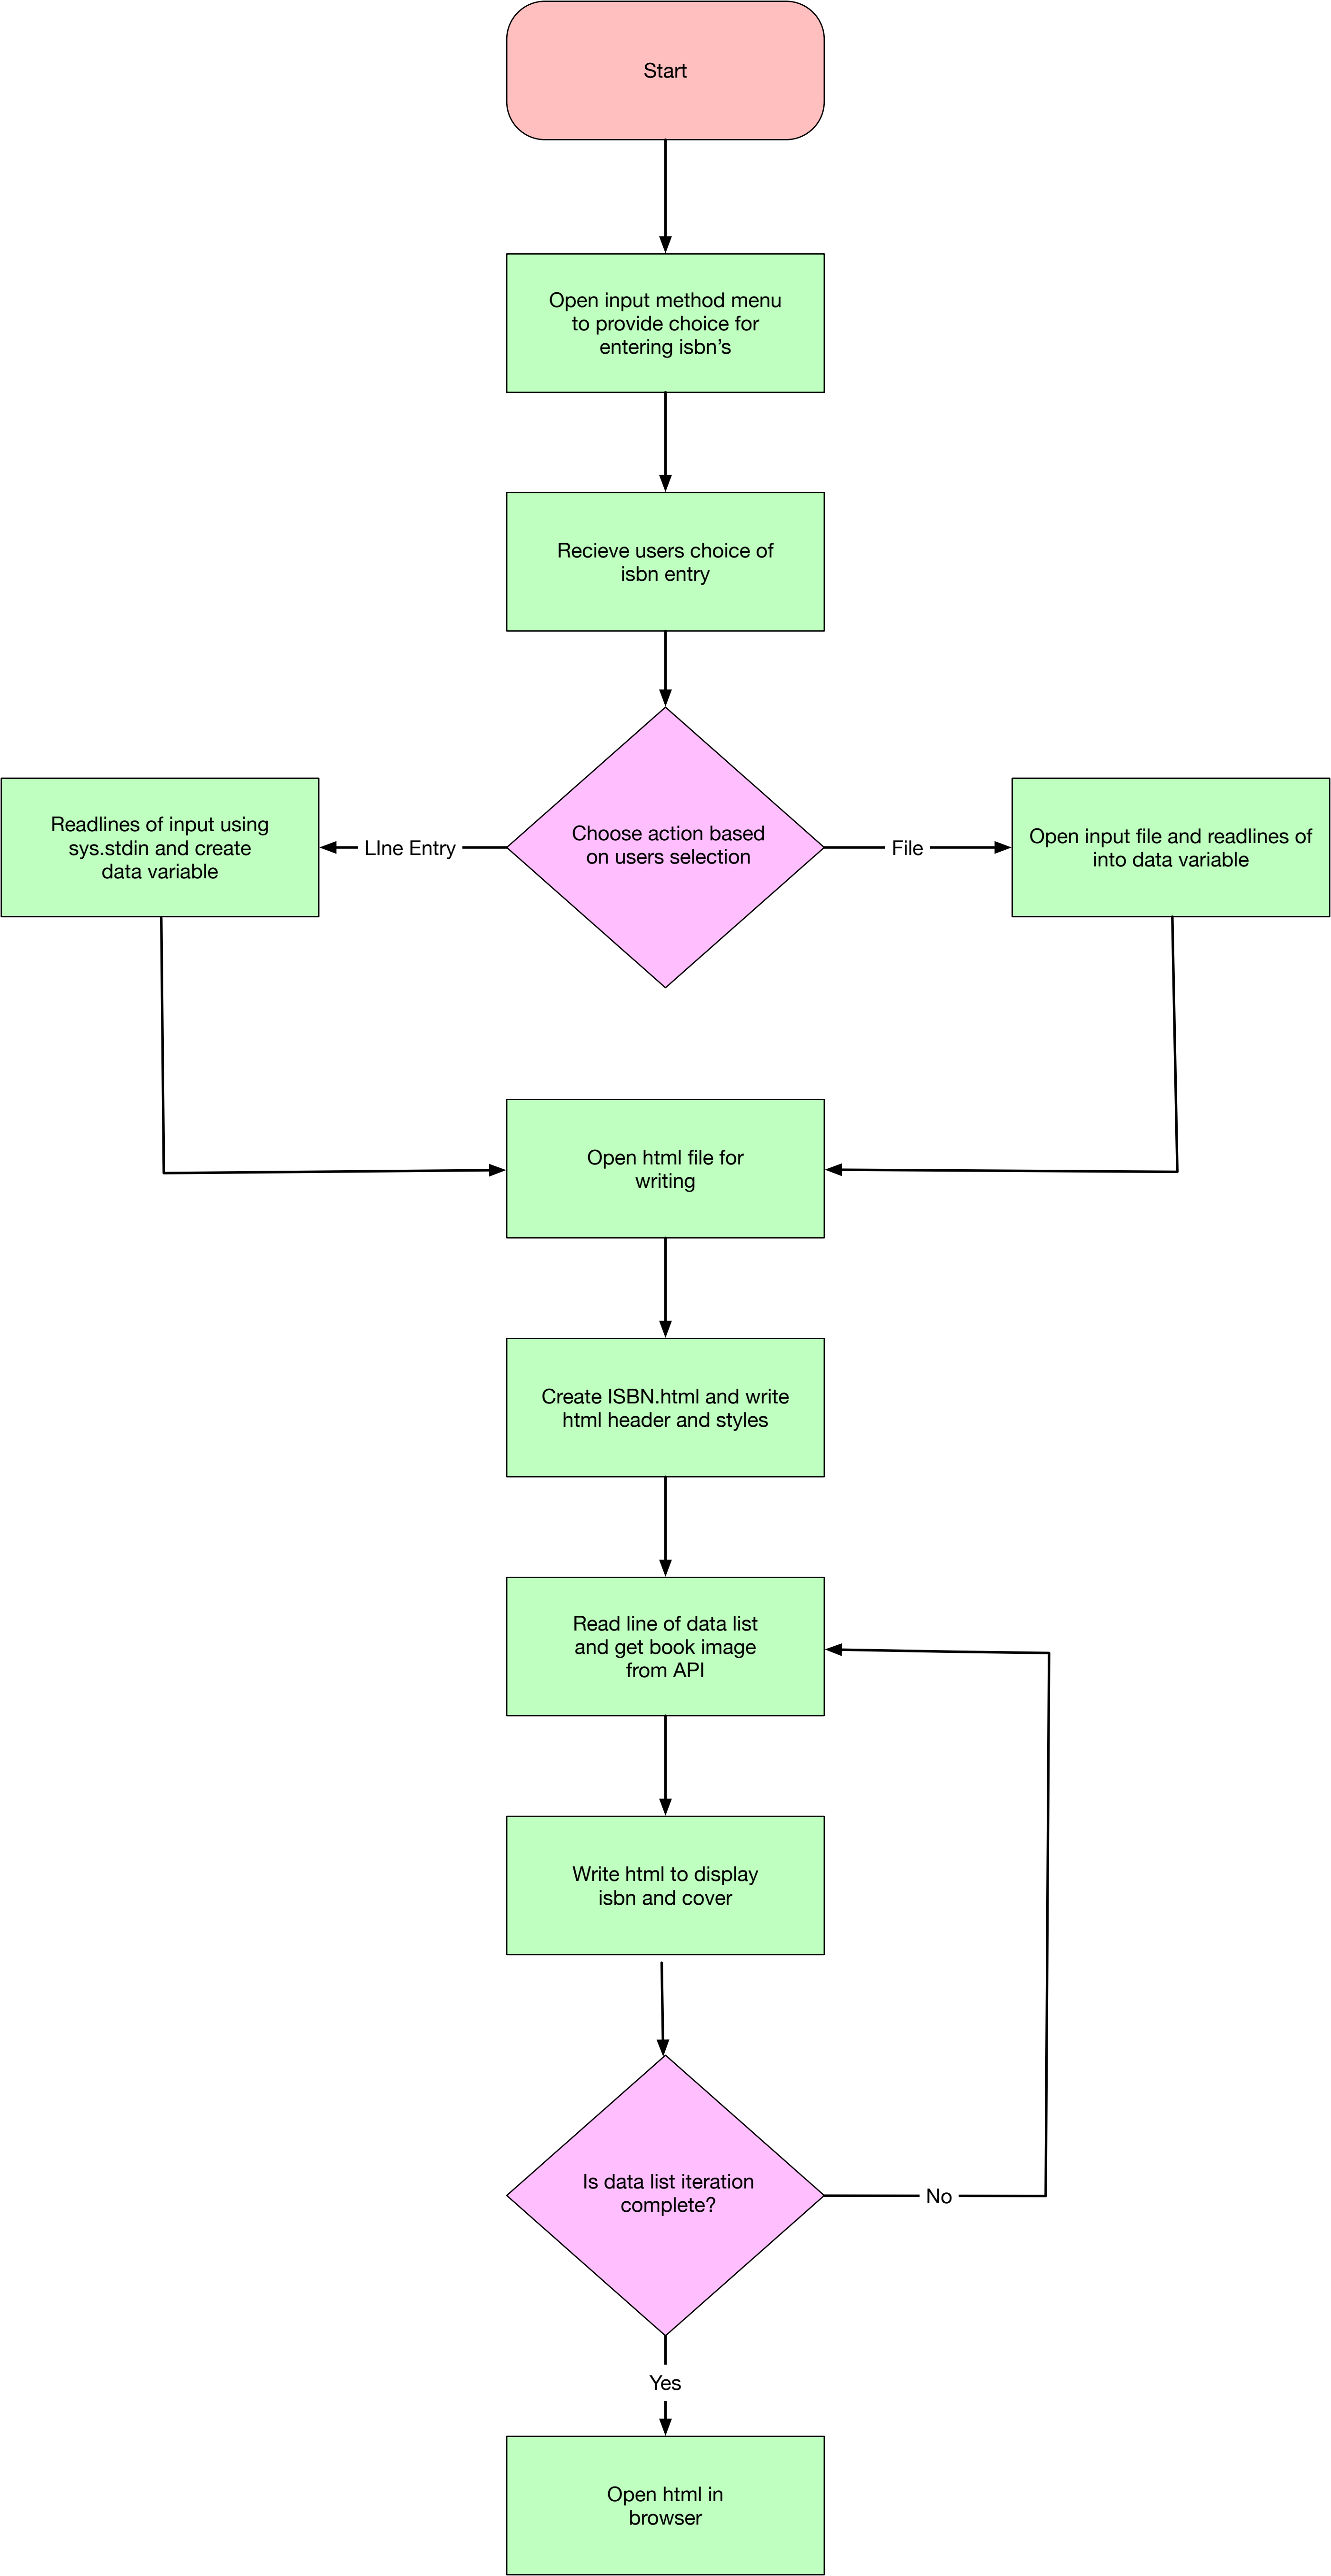 Start
Open input method menu
to provide choice for
entering isbn’s
Recieve users choice of
isbn entry
Choose action based
on users selection
LIne Entry
File
Readlines of input using
sys.stdin and create
data variable
Open input file and readlines of
into data variable
Open html file for
writing
Create ISBN.html and write
html header and styles
Read line of data list
and get book image
from API
Write html to display
isbn and cover
Is data list iteration
complete?
No
Yes
Open html in
browser